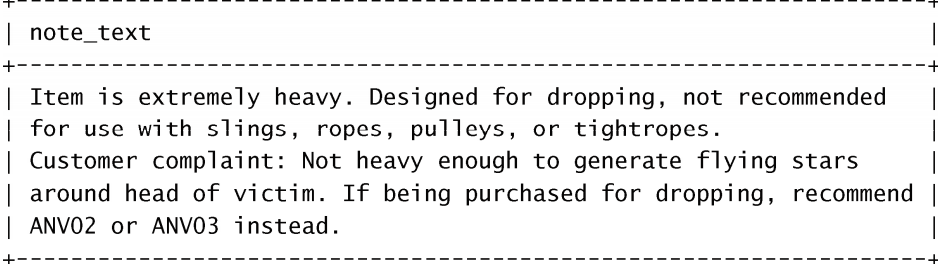 +----------------------------------------------------------------------+
| note_text |
+----------------------------------------------------------------------+
| Item is extremely heavy. Designed for dropping, not recommended |
| for use with slings, ropes, pulleys, or tightropes. |
| Customer complaint: Not heavy enough to generate flying stars |
| around head of victim. If being purchased for dropping, recommend |
| ANV02 or ANV03 instead. |
+----------------------------------------------------------------------+